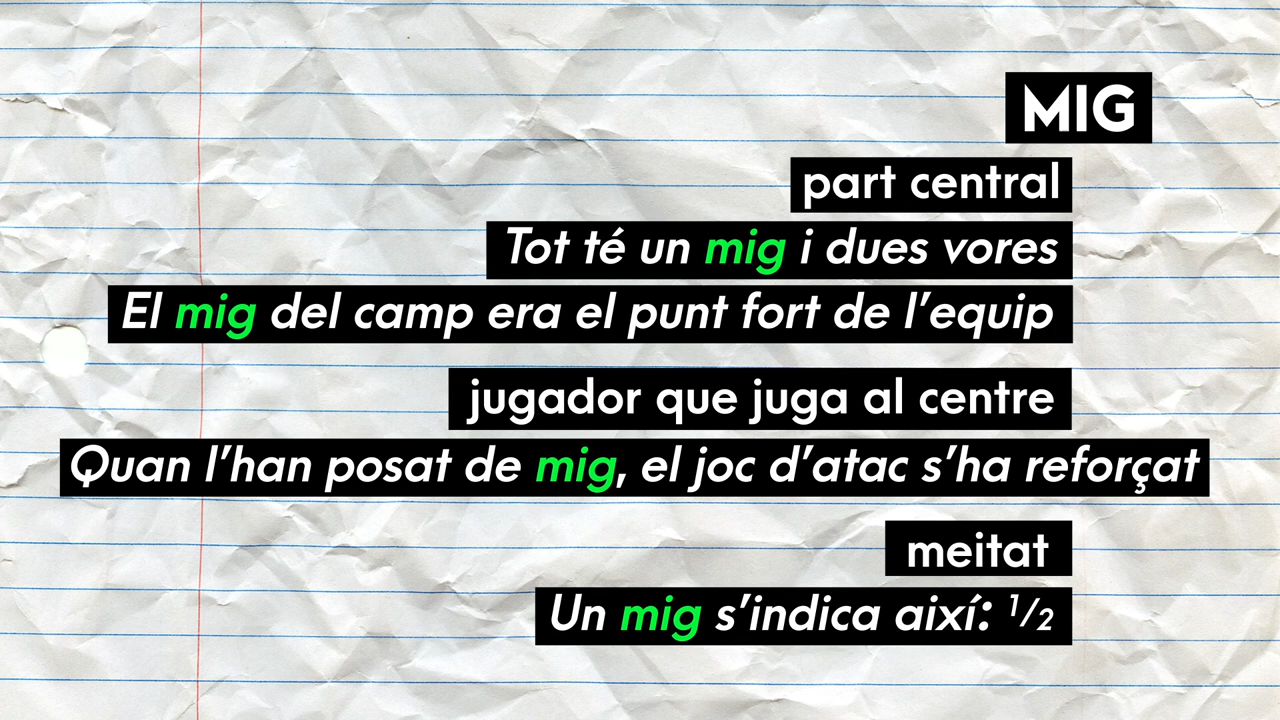 MIG
part central
Tot té un mig i dues vores
El mig del camp era el punt fort de l’equip
jugador que juga al centre
Quan l’han posat de mig, el joc d’atac s’ha reforçat
meitat
Un mig s’indica així: ½